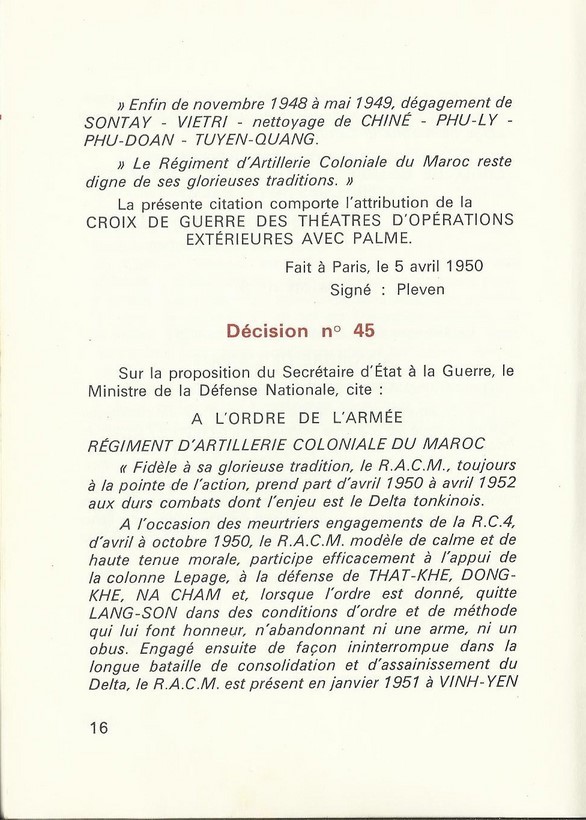 » Enfin de novembre 1948 à mai 1949, dégagement de
SONTAY - VIETRI - nettoyage de CHINÉ - PHU-LY -
PHU-DOAN - TUYEN-QUANG.
» Le Régiment d'Artillerie Coloniale du Maroc reste
digne de ses glorieuses traditions. »
La présente citation comporte l'attribution de la
CROIX DE GUERRE DES THÉATRES D'OPÉRATIONS
EXTÉRIEURES AVEC PALME.
Fait à Paris, le 5 avril 1950
Signé : Pleven
Décision n° 45
Sur la proposition du Secrétaire d'État à la Guerre, le
Ministre de la Défense Nationale, cite :
A L'ORDRE DE L'ARMÉE
RÉGIMENT D'ARTILLERIE COLONIALE DU MAROC
« Fidèle à sa glorieuse tradition, le R.A.C.M., toujours
à la pointe de l'action, prend part d'avril 1950 à avril 1952
aux durs combats dont l'enjeu est le Delta tonkinois.
A l'occasion des meurtriers engagements de la R.C.4,
d'avril à octobre 1950, le R.A.C.M. modèle de calme et de
haute tenue morale, participe efficacement à l'appui de
la colonne Lepage, à la défense de THAT-KHE, DONG-
KHE, NA CHAM et, lorsque l'ordre est donné, quitte
LANG-SON dans des conditions d'ordre et de méthode
qui lui font honneur, n'abandonnant ni une arme, ni un
obus. Engagé ensuite de façon ininterrompue dans la
longue bataille de consolidation et d'assainissement du
Delta, le R.A.C.M. est présent en janvier 1951 à VINH-YEN
16